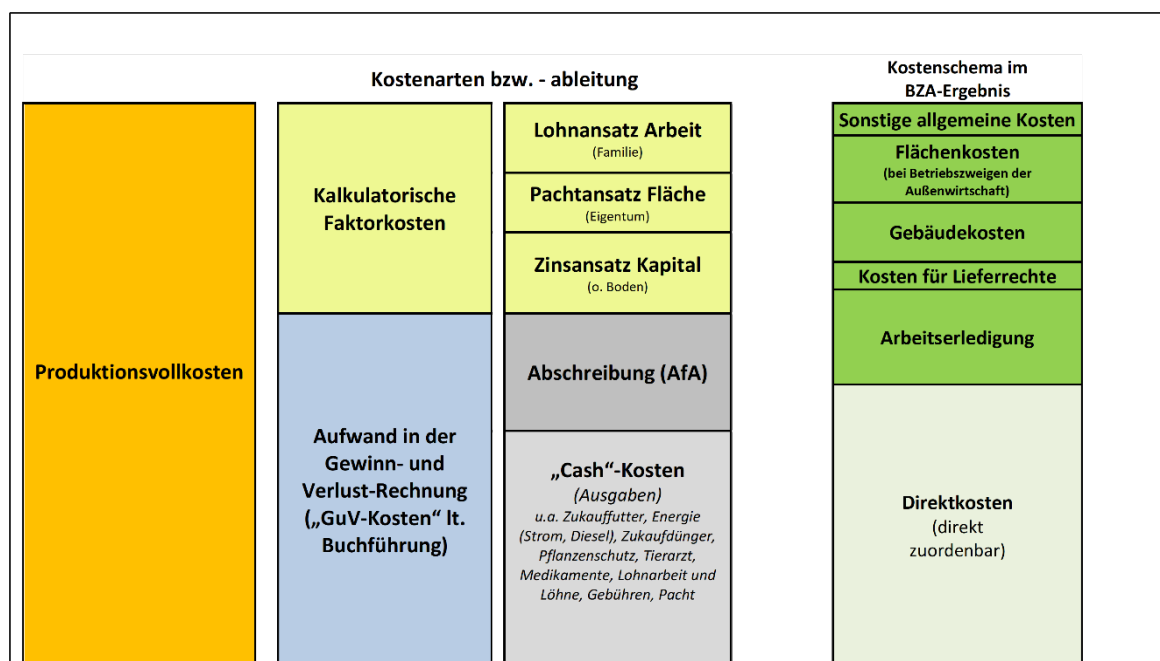 Kostenarten bzw. - ableitung
Kostenschema im
BZA-Ergebnis
Produktionsvollkosten
Kalkulatorische
Faktorkosten
Aufwand in der
Gewinn- und
Verlust-Rechnung
(„GuV-Kosten“ lt.
Buchführung)
Lohnansatz Arbeit
(Familie)
Pachtansatz Fläche
(Eigentum)
Zinsansatz Kapital
(o. Boden)
Abschreibung (AfA)
„Cash“-Kosten
(Ausgaben)
u.a. Zukauffutter, Energie
(Strom, Diesel), Zukaufdünger,
Pflanzenschutz, Tierarzt,
Medikamente, Lohnarbeit und
Löhne, Gebühren, Pacht
Sonstige allgemeine Kosten
Flächenkosten
(bei Betriebszweigen der
Außenwirtschaft)
Gebäudekosten
Kosten für Lieferrechte
Arbeitserledigung
Direktkosten
(direkt
zuordenbar)